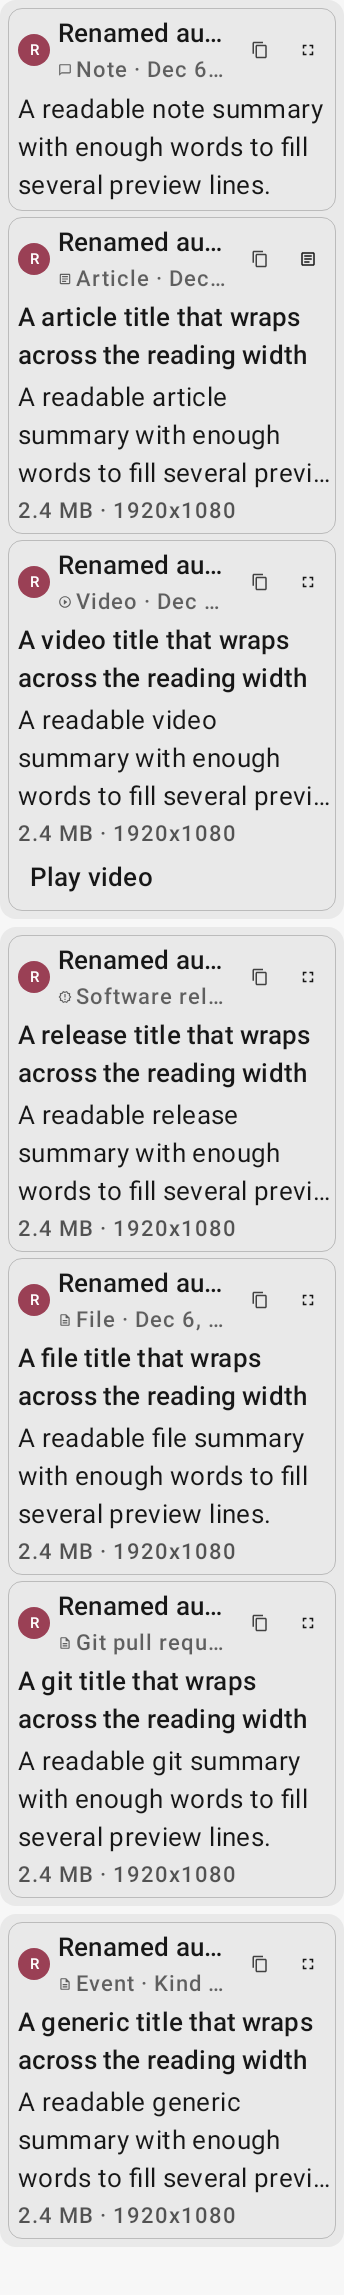 R
Renamed au…
Note · Dec 6…
A readable note summary
with enough words to fill
several preview lines.
R
Renamed au…
Article · Dec…
A article title that wraps
across the reading width
A readable article
summary with enough
words to fill several previ…
2.4 MB · 1920x1080
R
Renamed au…
Video · Dec …
A video title that wraps
across the reading width
A readable video
summary with enough
words to fill several previ…
2.4 MB · 1920x1080
Play video
R
Renamed au…
Software rel…
A release title that wraps
across the reading width
A readable release
summary with enough
words to fill several previ…
2.4 MB · 1920x1080
R
Renamed au…
File · Dec 6, …
A file title that wraps
across the reading width
A readable file summary
with enough words to fill
several preview lines.
2.4 MB · 1920x1080
R
Renamed au…
Git pull requ…
A git title that wraps
across the reading width
A readable git summary
with enough words to fill
several preview lines.
2.4 MB · 1920x1080
R
Renamed au…
Event · Kind …
A generic title that wraps
across the reading width
A readable generic
summary with enough
words to fill several previ…
2.4 MB · 1920x1080